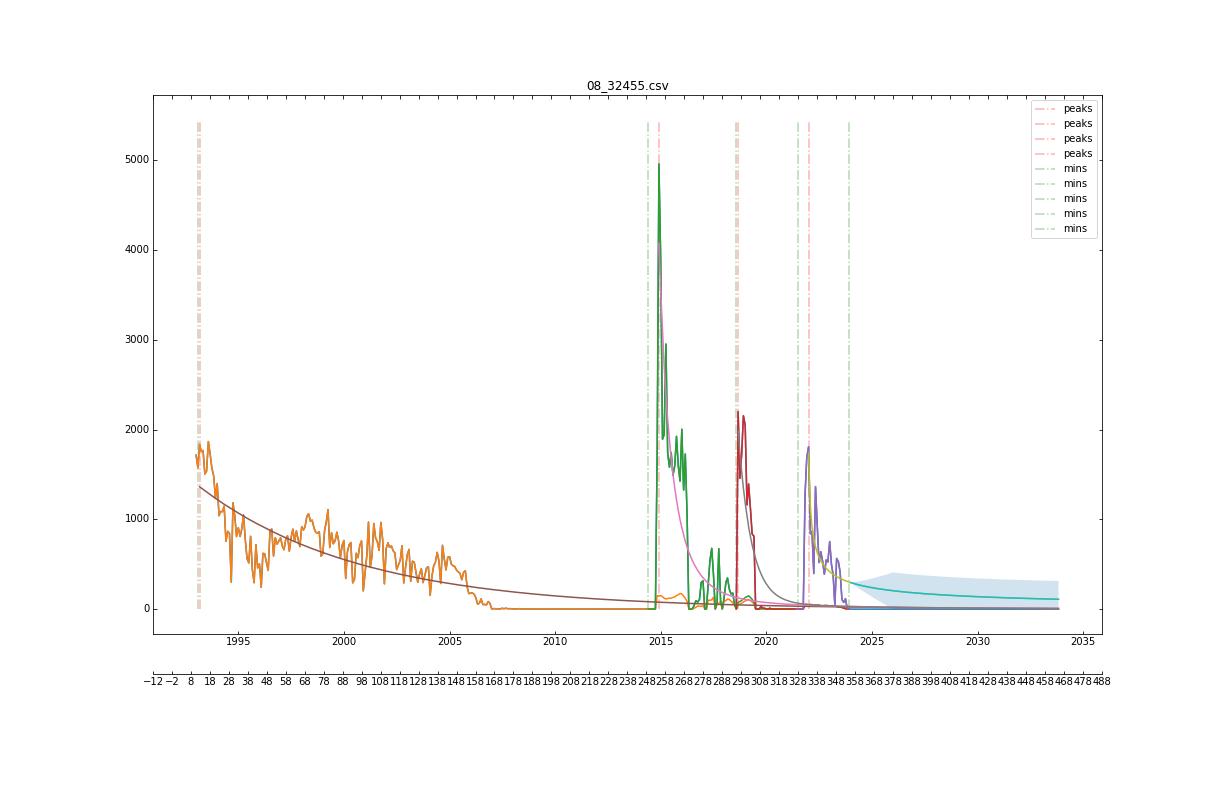 08_32455.csv
peaks
peaks
peaks
peaks
mins
mins
mins
mins
mins
5000
4000
3000
2000
1000
0
1995 2000 2005 2010 2015 2020 2025 2030 2035
−12 −2 8 18 28 38 48 58 68 78 88 98 108 118 128 138 148 158 168 178 188 198 208 218 228 238 248 258 268 278 288 298 308 318 328 338 348 358 368 378 388 398 408 418 428 438 448 458 468 478 488